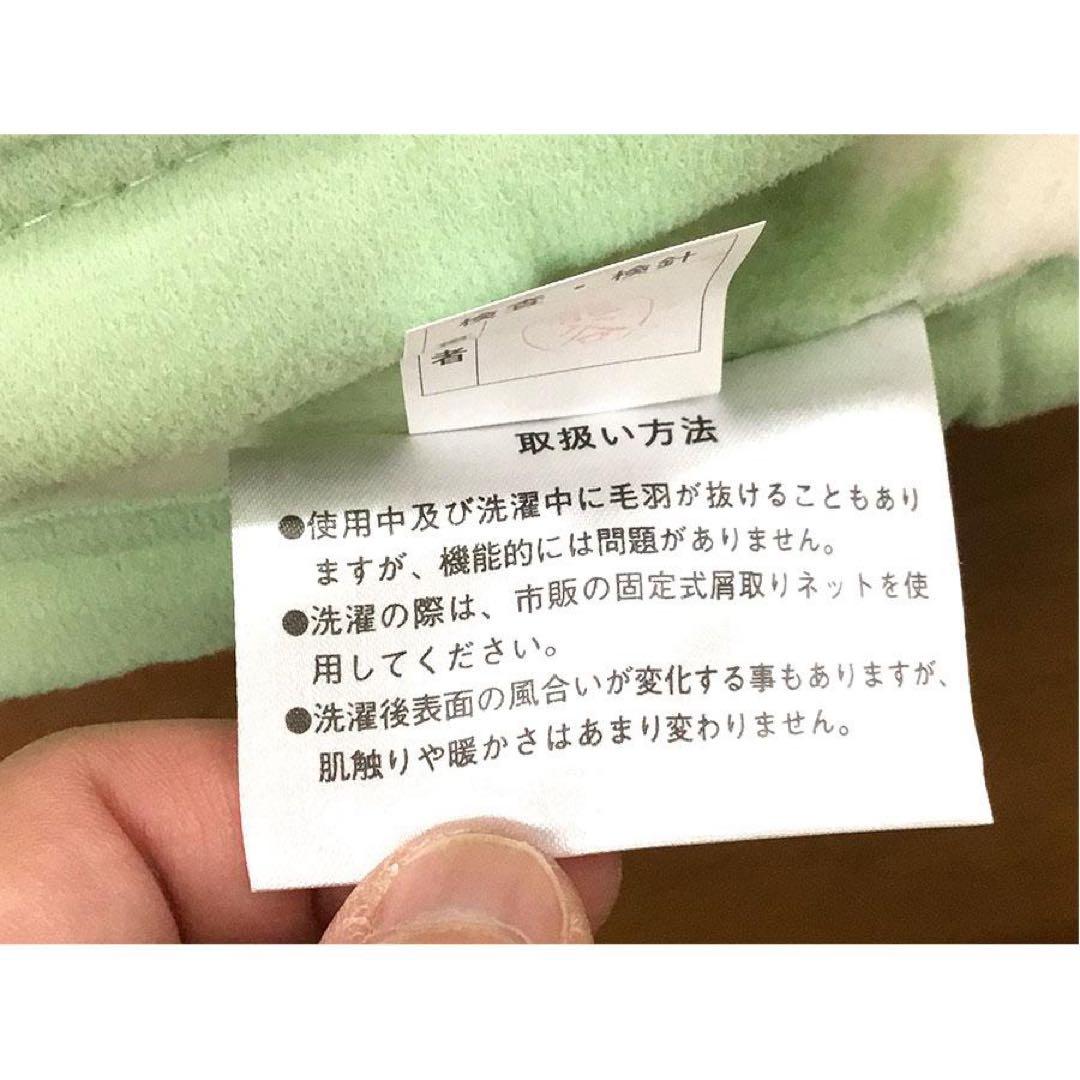 検査・検針
者
取扱い方法
●使用中及び洗濯中に毛羽が抜けることもあり
ますが、機能的には問題がありません。
●洗濯の際は、市販の固定式屑取りネットを使
用してください。
●洗濯後表面の風合いが変化する事もありますが、
肌触りや暖かさはあまり変わりません。